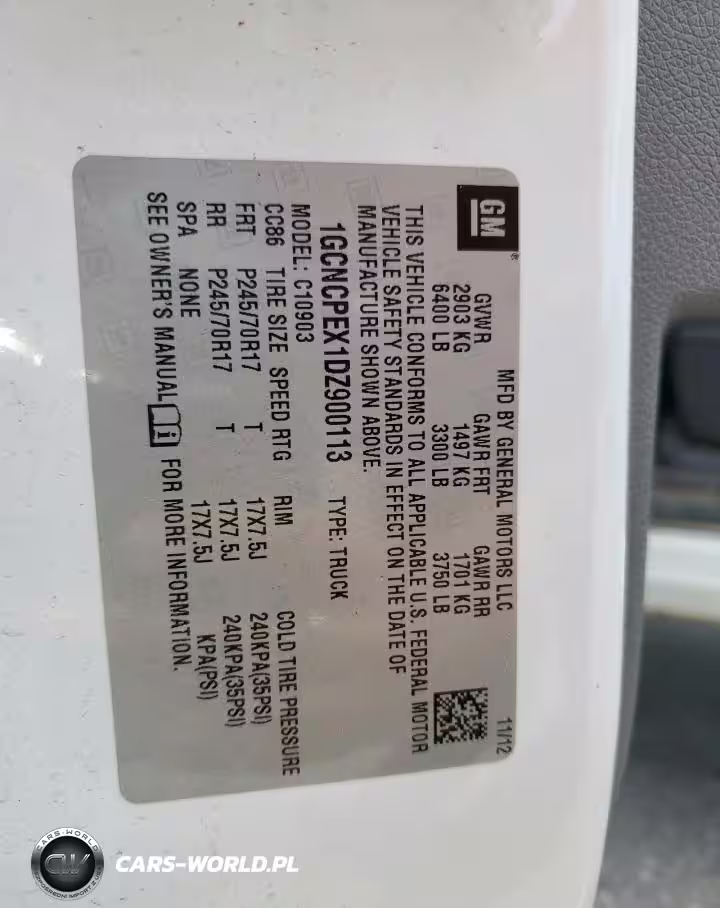 GM
MFD BY GENERAL MOTORS LLC 11/12
GVWR GAWR FRT GAWR RR
2903 KG 1497 KG 1701 KG
6400 LB 3300 LB 3750 LB
THIS VEHICLE CONFORMS TO ALL APPLICABLE U.S. FEDERAL MOTOR
VEHICLE SAFETY STANDARDS IN EFFECT ON THE DATE OF
MANUFACTURE SHOWN ABOVE.
1GCNCPEX1DZ900113 TYPE: TRUCK
MODEL: C10903
CC86 TIRE SIZE SPEED RTG RIM COLD TIRE PRESSURE
FRT P245/70R17 T 17X7.5J 240KPA(35PSI)
RR P245/70R17 T 17X7.5J 240KPA(35PSI)
SPA NONE 17X7.5J KPA(PSI)
SEE OWNER'S MANUAL FOR MORE INFORMATION.
CARS-WORLD
CW
CARS-WORLD.PL